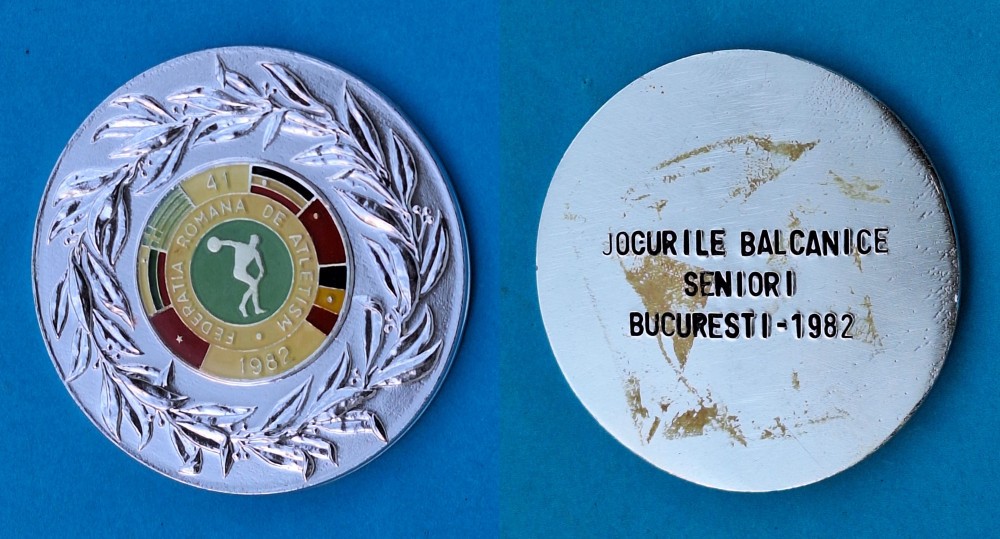 41
FEDERATIA ROMANA DE ATLETISM
1982
JOCURILE BALCANICE
SENIORI
BUCURESTI-1982